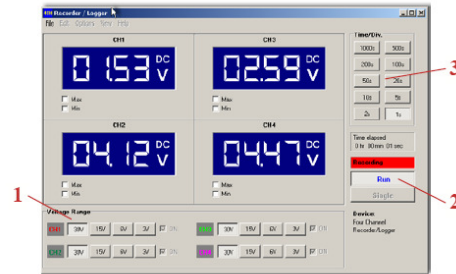 Recorder / Logger
File Edit Options View Help
CH1
01.53 DC V
Max
Min
CH3
02.59 DC V
Max
Min
CH2
04.12 DC V
Max
Min
CH4
04.47 DC V
Max
Min
Time/Div.
1000s 500s
200s 100s
50s 20s
10s 5s
2s 1s
Time elapsed
0 hr 00 min 01 sec
Recording
Run
Single
Voltage Range
CH1 30V 15V 6V 3V ON
CH2 30V 15V 6V 3V ON
CH3 30V 15V 6V 3V ON
CH4 30V 15V 6V 3V ON
Device:
Four Channel
Recorder/Logger
1
2
3